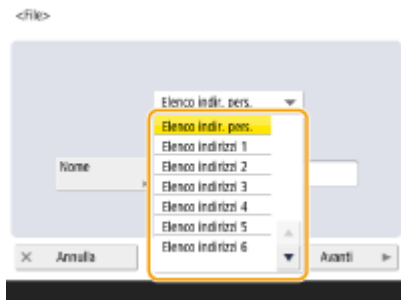 <File>
Elenco indir. pers.
Elenco indir. pers.
Elenco indirizzi 1
Elenco indirizzi 2
Nome
Elenco indirizzi 3
Elenco indirizzi 4
Elenco indirizzi 5
Elenco indirizzi 6
Annulla
Avanti